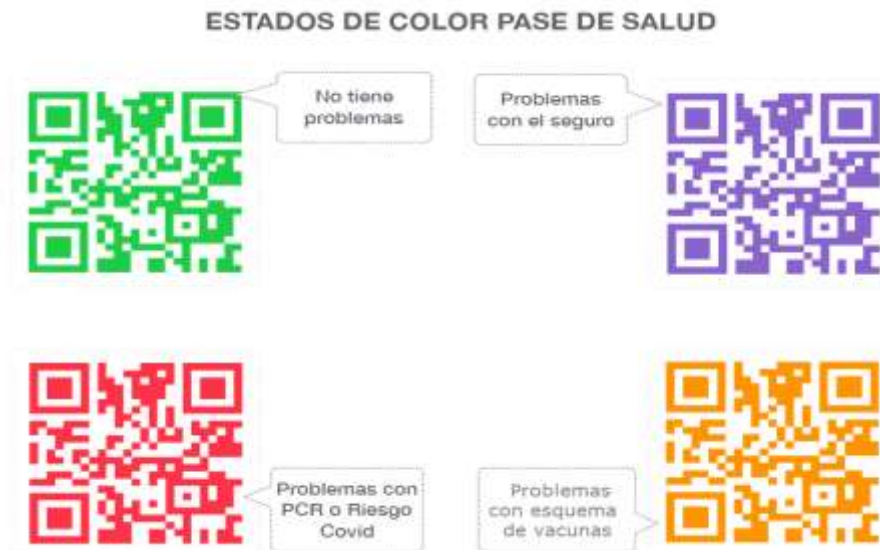 ESTADOS DE COLOR PASE DE SALUD
No tiene
problemas
Problemas
con el seguro
Problemas con
PCR o Riesgo
Covid
Problemas
con esquema
de vacunas